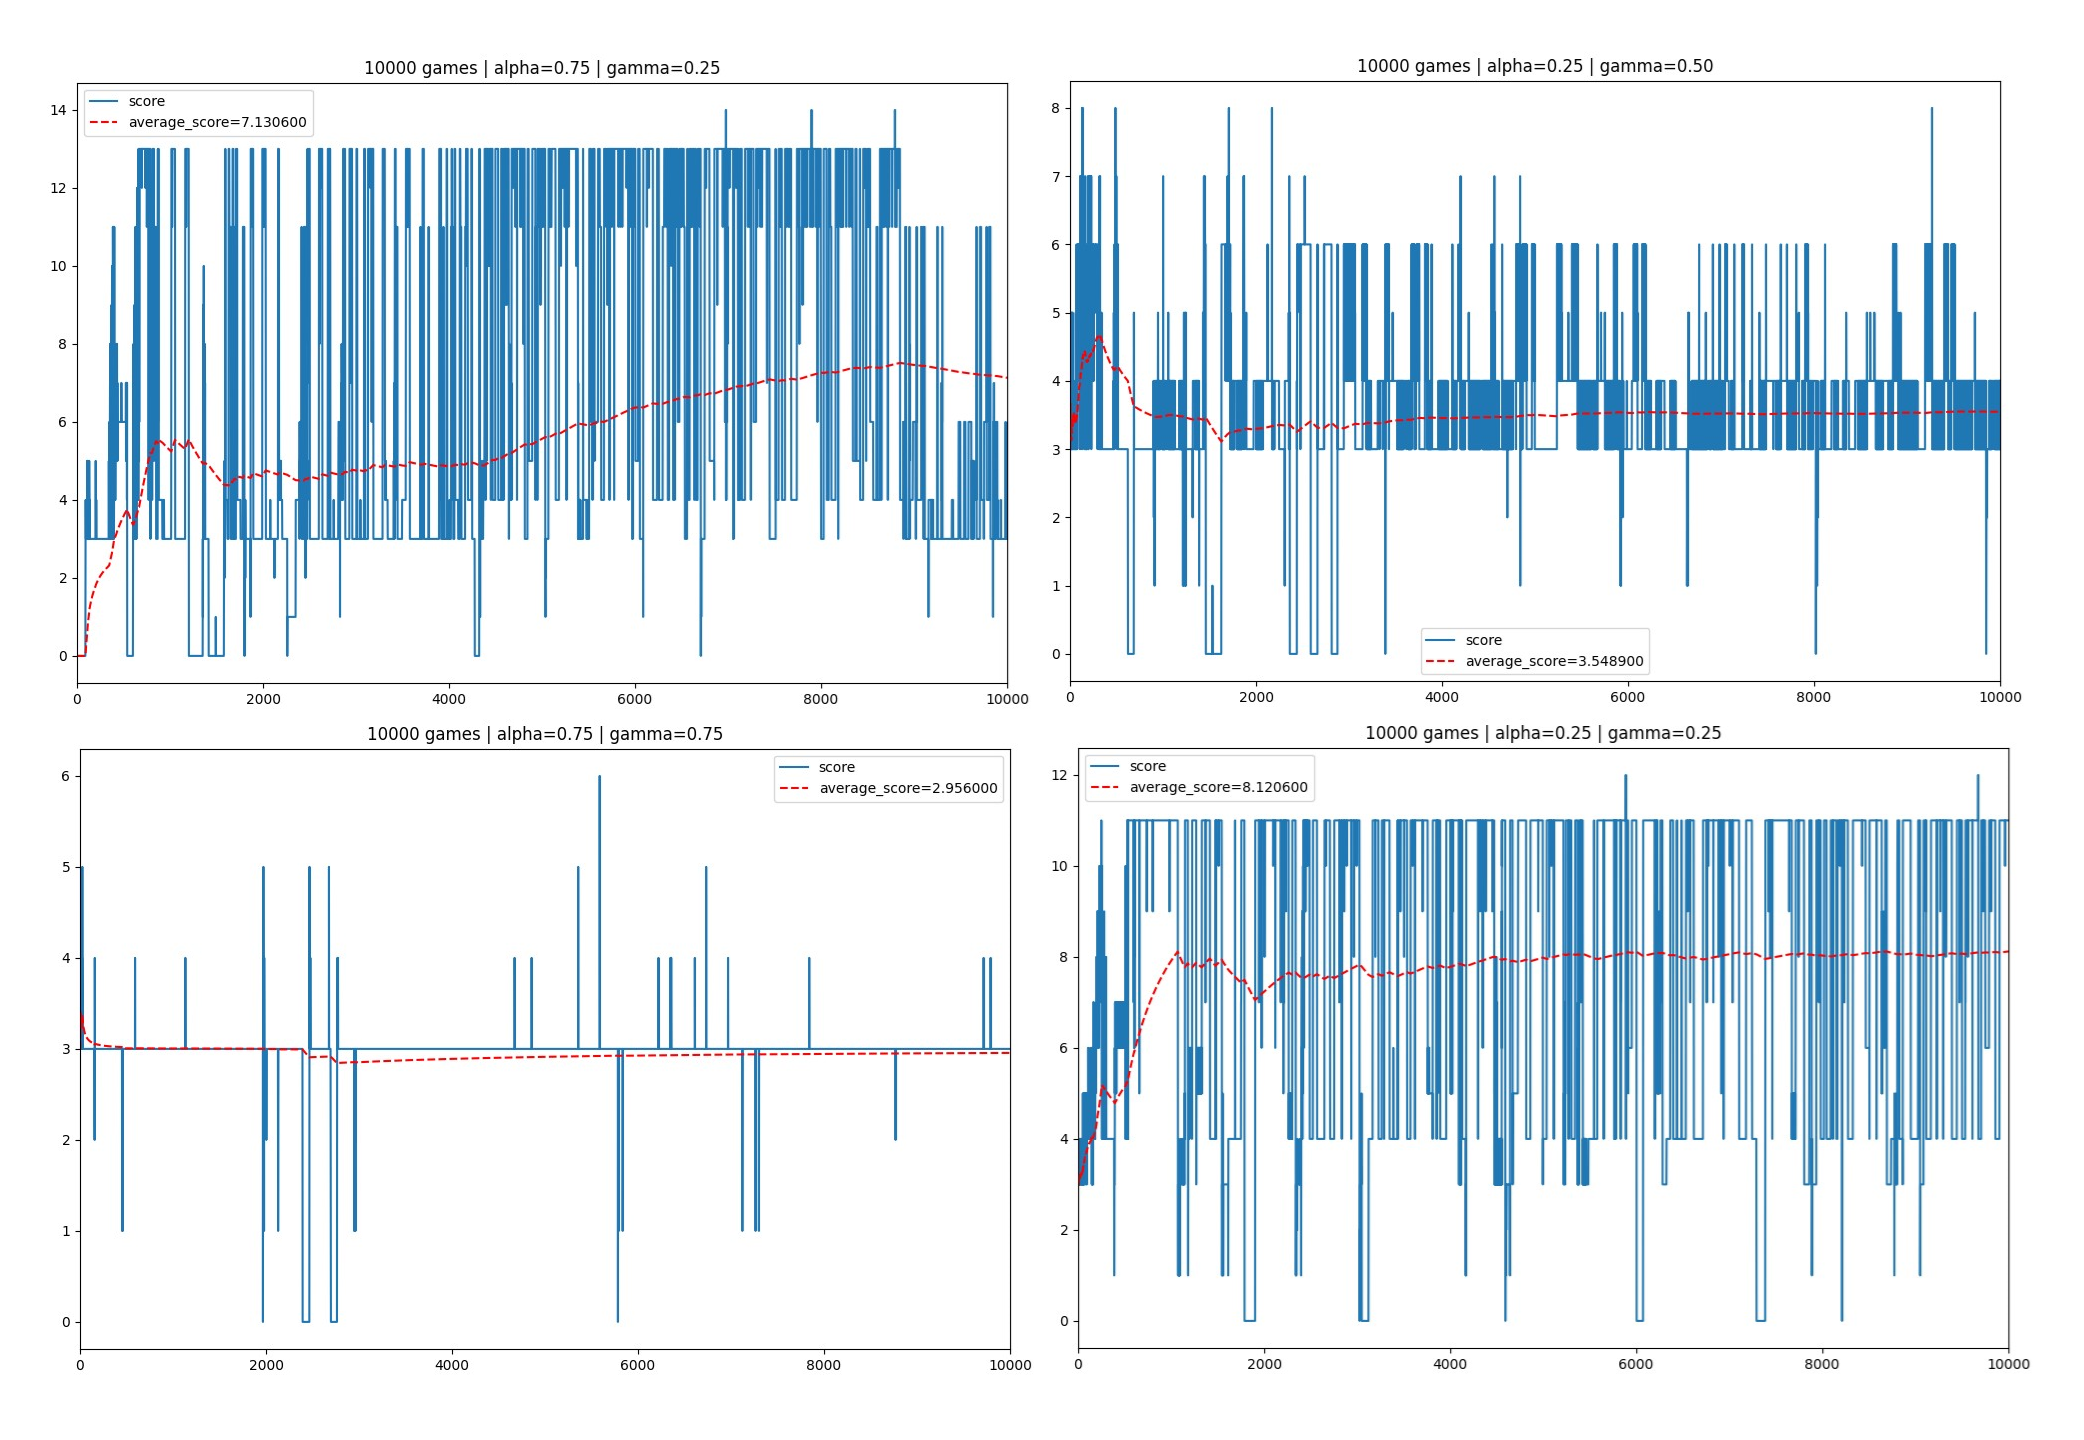 10000 games | alpha=0.75 | gamma=0.25
score
average_score=7.130600
14
12
10
8
6
4
2
0
0 2000 4000 6000 8000 10000
10000 games | alpha=0.25 | gamma=0.50
8
7
6
5
4
3
2
1
0
score
average_score=3.548900
0 2000 4000 6000 8000 10000
10000 games | alpha=0.75 | gamma=0.75
score
average_score=2.956000
6
5
4
3
2
1
0
0 2000 4000 6000 8000 10000
10000 games | alpha=0.25 | gamma=0.25
score
average_score=8.120600
12
10
8
6
4
2
0
0 2000 4000 6000 8000 10000